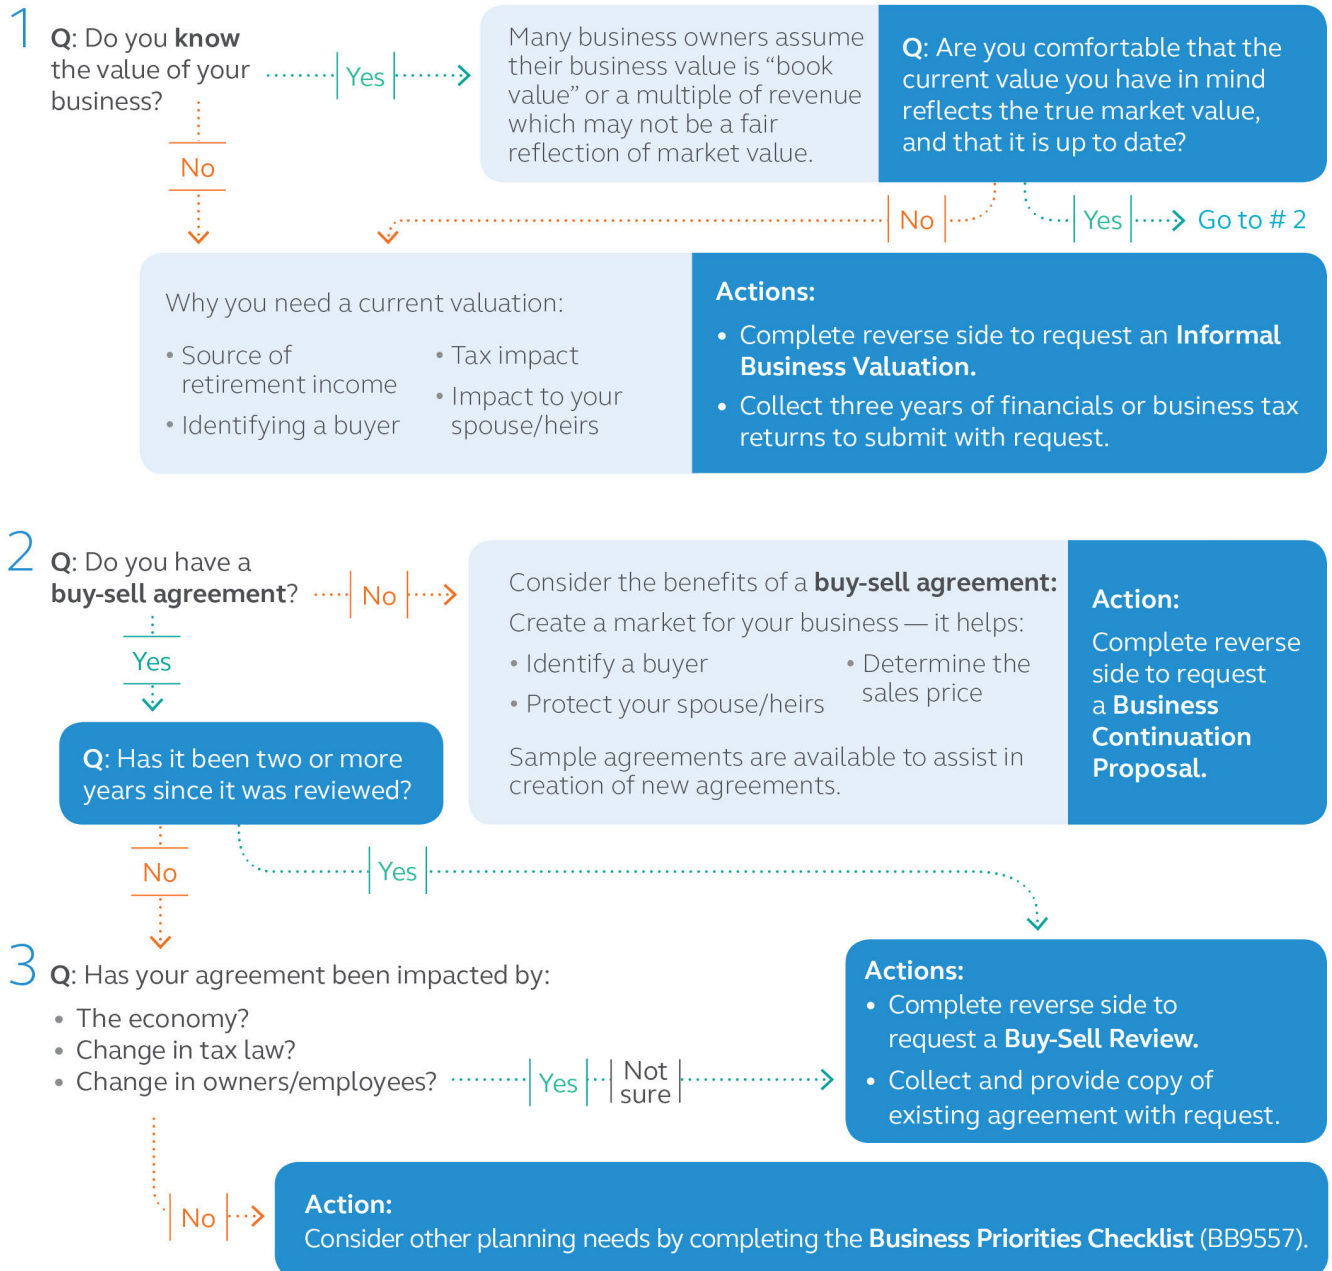 1
Q: Do you know
the value of your
business?
Yes
No
Many business owners assume
their business value is “book
value” or a multiple of revenue
which may not be a fair
reflection of market value.
Q: Are you comfortable that the
current value you have in mind
reflects the true market value,
and that it is up to date?
No
Yes
Go to # 2
Why you need a current valuation:
• Source of
retirement income
• Identifying a buyer
• Tax impact
• Impact to your
spouse/heirs
Actions:
• Complete reverse side to request an Informal
Business Valuation.
• Collect three years of financials or business tax
returns to submit with request.
2
Q: Do you have a
buy-sell agreement?
No
Yes
Consider the benefits of a buy-sell agreement:
Create a market for your business — it helps:
• Identify a buyer
• Protect your spouse/heirs
• Determine the
sales price
Sample agreements are available to assist in
creation of new agreements.
Action:
Complete reverse
side to request
a Business
Continuation
Proposal.
Q: Has it been two or more
years since it was reviewed?
No
Yes
3
Q: Has your agreement been impacted by:
• The economy?
• Change in tax law?
• Change in owners/employees?
Yes
Not
sure
Actions:
• Complete reverse side to
request a Buy-Sell Review.
• Collect and provide copy of
existing agreement with request.
No
Action:
Consider other planning needs by completing the Business Priorities Checklist (BB9557).